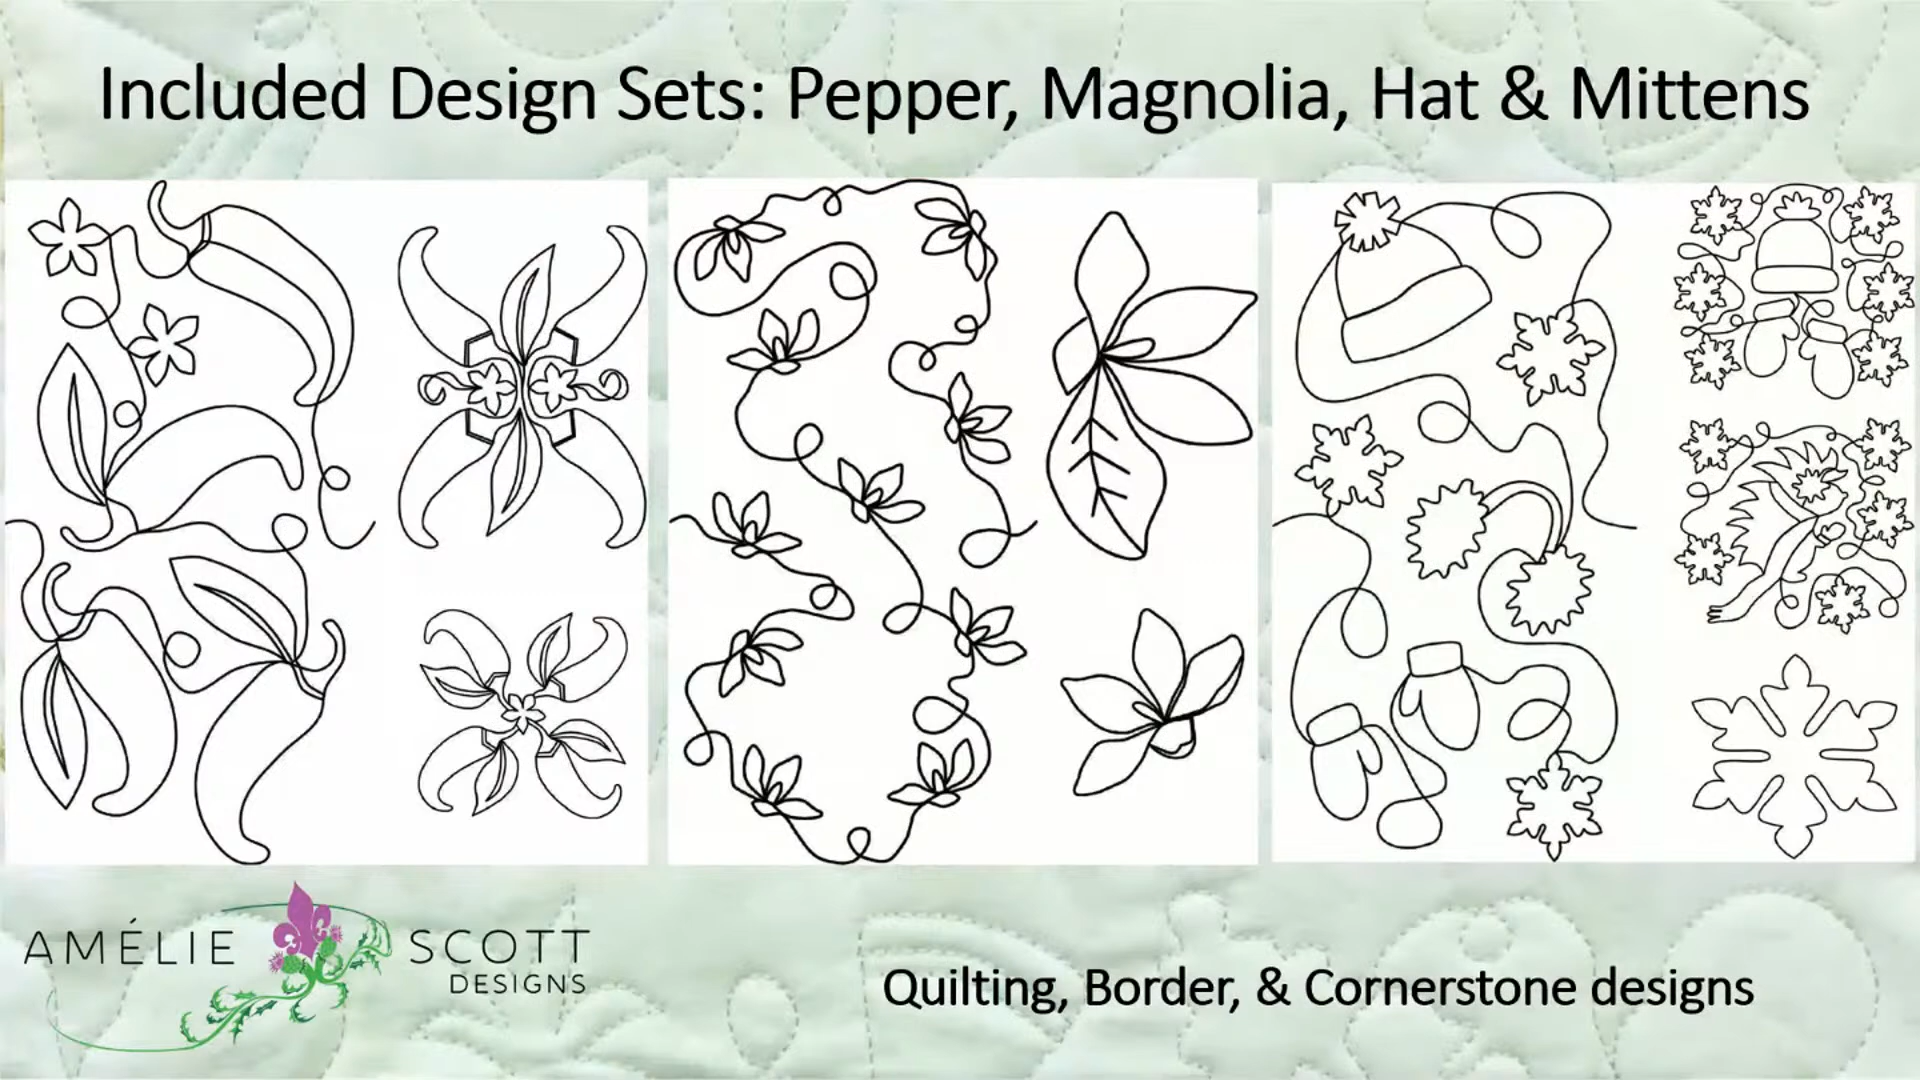 Included Design Sets: Pepper, Magnolia, Hat & Mittens
AMÉLIE SCOTT
DESIGNS
Quilting, Border, & Cornerstone designs